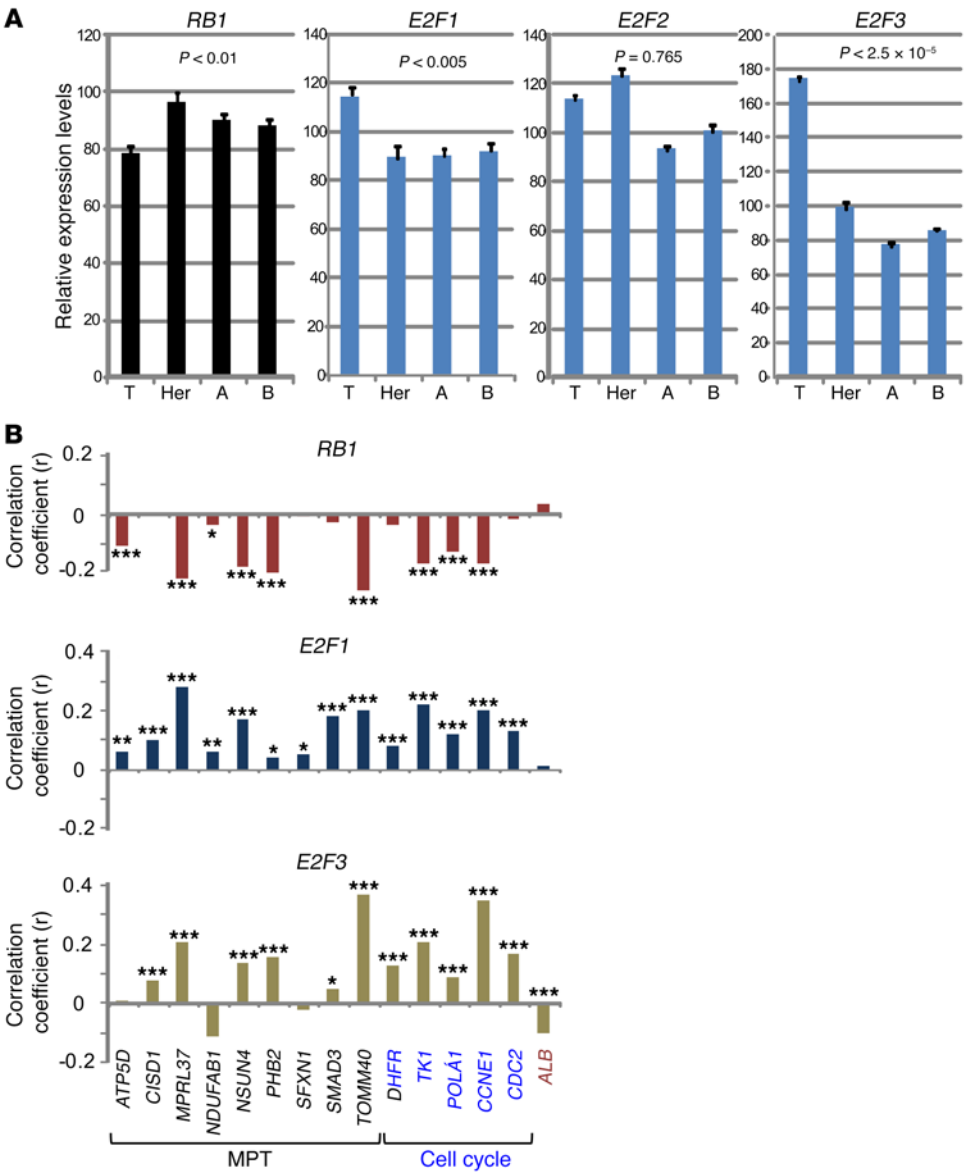 A
RB1
E2F1
E2F2
E2F3
P < 0.01
P < 0.005
P = 0.765
P < 2.5 × 10⁻⁵
Relative expression levels
120
100
80
60
40
20
0
T Her A B
140
120
100
80
60
40
20
0
T Her A B
140
120
100
80
60
40
20
0
T Her A B
200
180
160
140
120
100
80
60
40
20
0
T Her A B
B
RB1
Correlation
coefficient (r)
0.2
0
-0.2
*** *** * *** *** *** *** *** ***
E2F1
Correlation
coefficient (r)
0.4
0.2
0
-0.2
** *** *** ** *** * * *** *** *** *** *** *** ***
E2F3
Correlation
coefficient (r)
0.4
0.2
0
-0.2
*** *** *** *** * *** *** *** *** *** *** ***
ATP5D
CISD1
MPRL37
NDUFAB1
NSUN4
PHB2
SFXN1
SMAD3
TOMM40
DHFR
TK1
POLÁ1
CCNE1
CDC2
ALB
MPT
Cell cycle